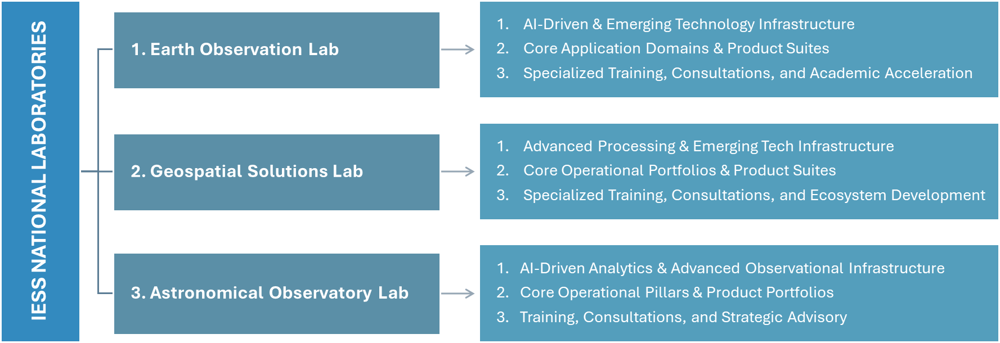 IESS NATIONAL LABORATORIES
1. Earth Observation Lab
1. AI-Driven & Emerging Technology Infrastructure
2. Core Application Domains & Product Suites
3. Specialized Training, Consultations, and Academic Acceleration
2. Geospatial Solutions Lab
1. Advanced Processing & Emerging Tech Infrastructure
2. Core Operational Portfolios & Product Suites
3. Specialized Training, Consultations, and Ecosystem Development
3. Astronomical Observatory Lab
1. AI-Driven Analytics & Advanced Observational Infrastructure
2. Core Operational Pillars & Product Portfolios
3. Training, Consultations, and Strategic Advisory